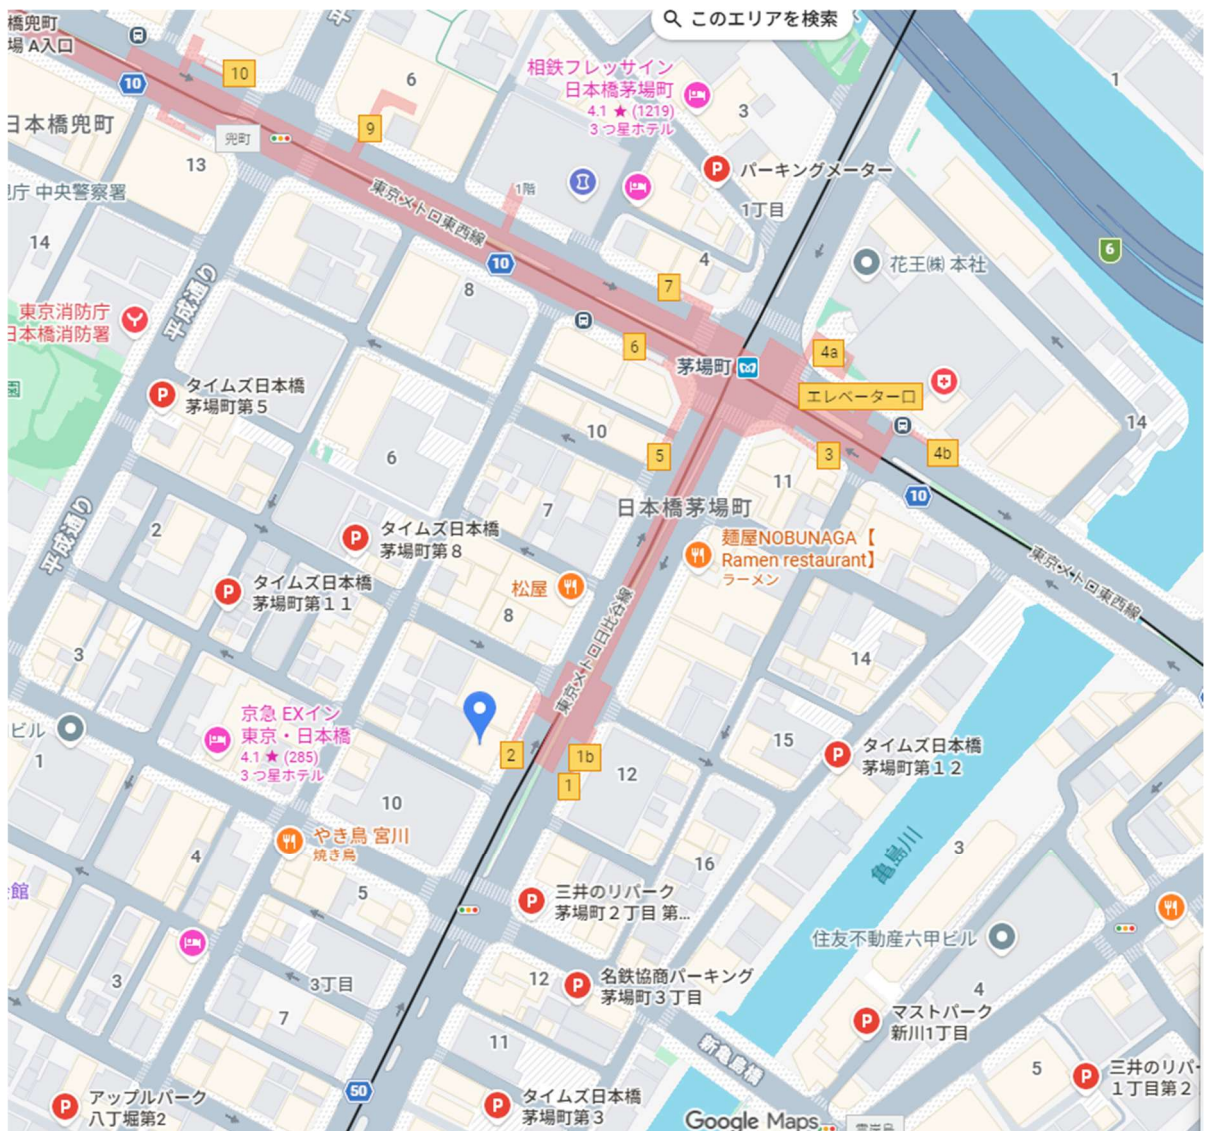 このエリアを検索
橋兜町
場 A入口
10
10
6
9
相鉄フレッサイン
日本橋茅場町
4.1 ★ (1219)
3 つ星ホテル
3
1
日本橋兜町
兜町
13
パーキングメーター
庁 中央警察署
東京メトロ東西線
1階
1丁目
14
平成通り
10
8
4
7
花王㈱ 本社
6
東京消防庁
日本橋消防署
6
茅場町
4a
エレベーター口
タイムズ日本橋
茅場町第５
園
14
10
5
3
4b
6
11
10
日本橋茅場町
7
2
平成通り
タイムズ日本橋
茅場町第８
麺屋NOBUNAGA【
Ramen restaurant】
ラーメン
東京メトロ東西線
タイムズ日本橋
茅場町第１１
松屋
8
東京メトロ日比谷線
3
14
京急 EXイン
東京・日本橋
4.1 ★ (285)
3 つ星ホテル
ビル
1
2
1b
1
12
15
タイムズ日本橋
茅場町第１２
10
やき鳥 宮川
焼き鳥
4
5
16
亀島川
3
会館
三井のリパーク
茅場町２丁目 第...
住友不動産六甲ビル
3
3丁目
7
12
名鉄協商パーキング
茅場町３丁目
4
マストパーク
新川1丁目
11
新亀島橋
5
三井のリパー
１丁目第２
50
アップルパーク
八丁堀第2
タイムズ日本橋
茅場町第３
Google Maps